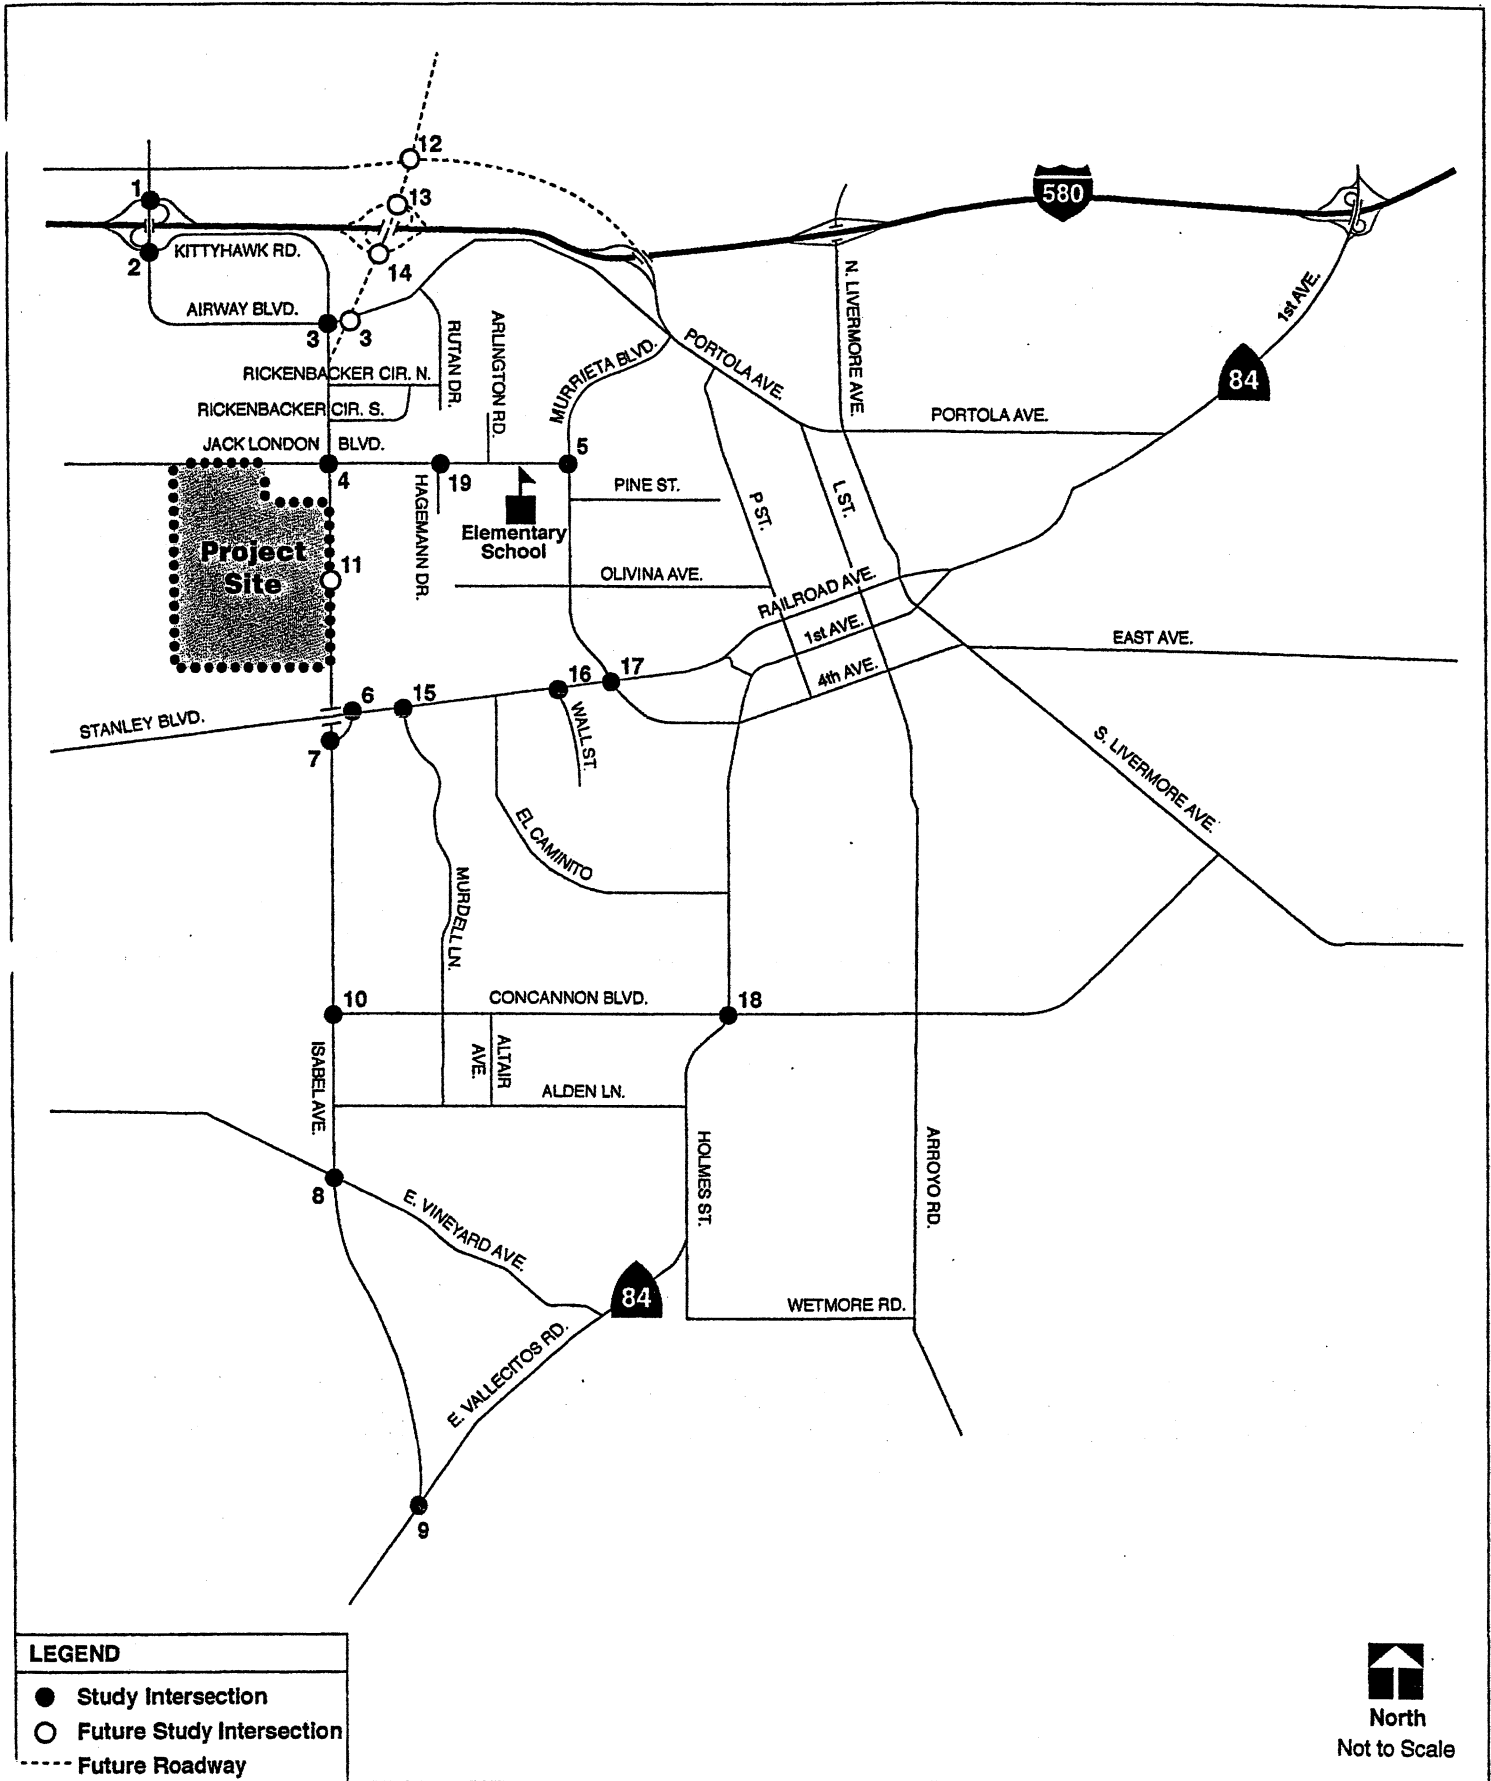 12
1
13
580
KITTYHAWK RD.
2
14
N. LIVERMORE AVE.
1st AVE.
AIRWAY BLVD.
3
3
RUTAN DR.
ARLINGTON RD.
MURRIETA BLVD.
PORTOLA AVE.
84
RICKENBACKER CIR. N.
RICKENBACKER CIR. S.
PORTOLA AVE.
JACK LONDON BLVD.
4
19
5
HAGEMANN DR.
PINE ST.
P ST.
L ST.
Elementary
School
Project
Site
11
OLIVINA AVE.
RAILROAD AVE.
1st AVE.
4th AVE.
EAST AVE.
16
17
6
15
STANLEY BLVD.
7
WALL ST.
S. LIVERMORE AVE.
EL CAMINITO
MURDELL LN.
10
CONCANNON BLVD.
18
ISABEL AVE.
ALTAIR
AVE.
ALDEN LN.
HOLMES ST.
ARROYO RD.
8
E. VINEYARD AVE.
84
WETMORE RD.
E. VALLECITOS RD.
9
LEGEND
Study Intersection
Future Study Intersection
Future Roadway
North
Not to Scale